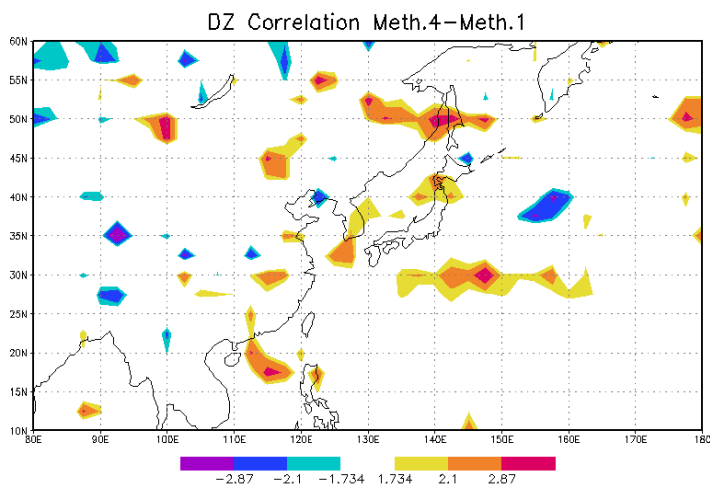 DZ Correlation Meth.4−Meth.1
60N
55N
50N
45N
40N
35N
30N
25N
20N
15N
10N
80E 90E 100E 110E 120E 130E 140E 150E 160E 170E 180
−2.87 −2.1 −1.734 1.734 2.1 2.87